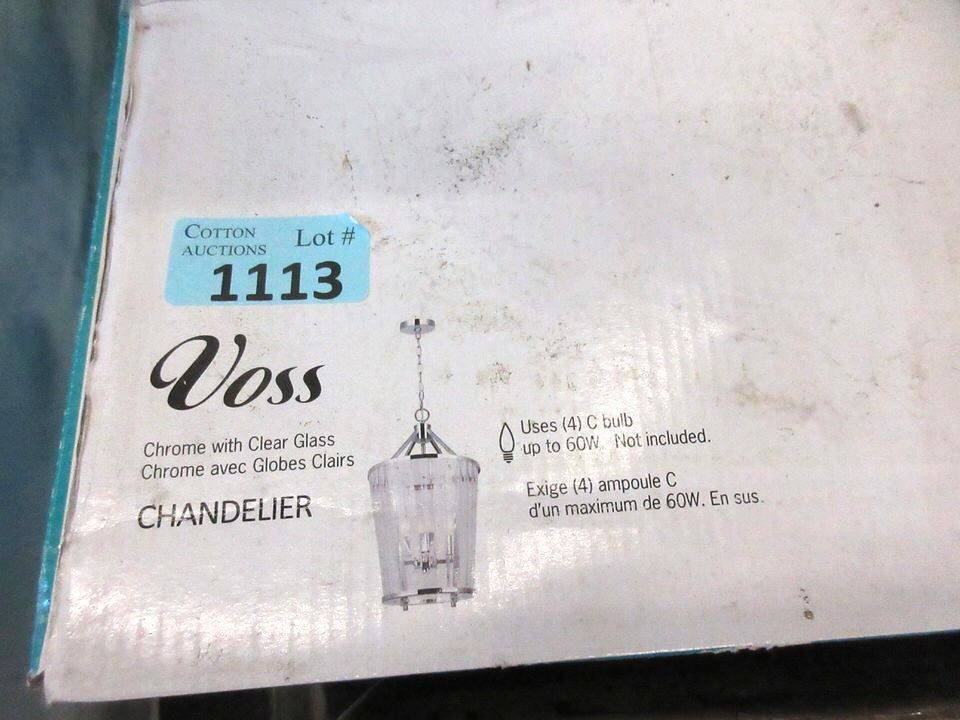 COTTON AUCTIONS Lot #
1113
Voss
Chrome with Clear Glass
Chrome avec Globes Clairs
CHANDELIER
Uses (4) C bulb
up to 60W. Not included.
Exige (4) ampoule C
d'un maximum de 60W. En sus.